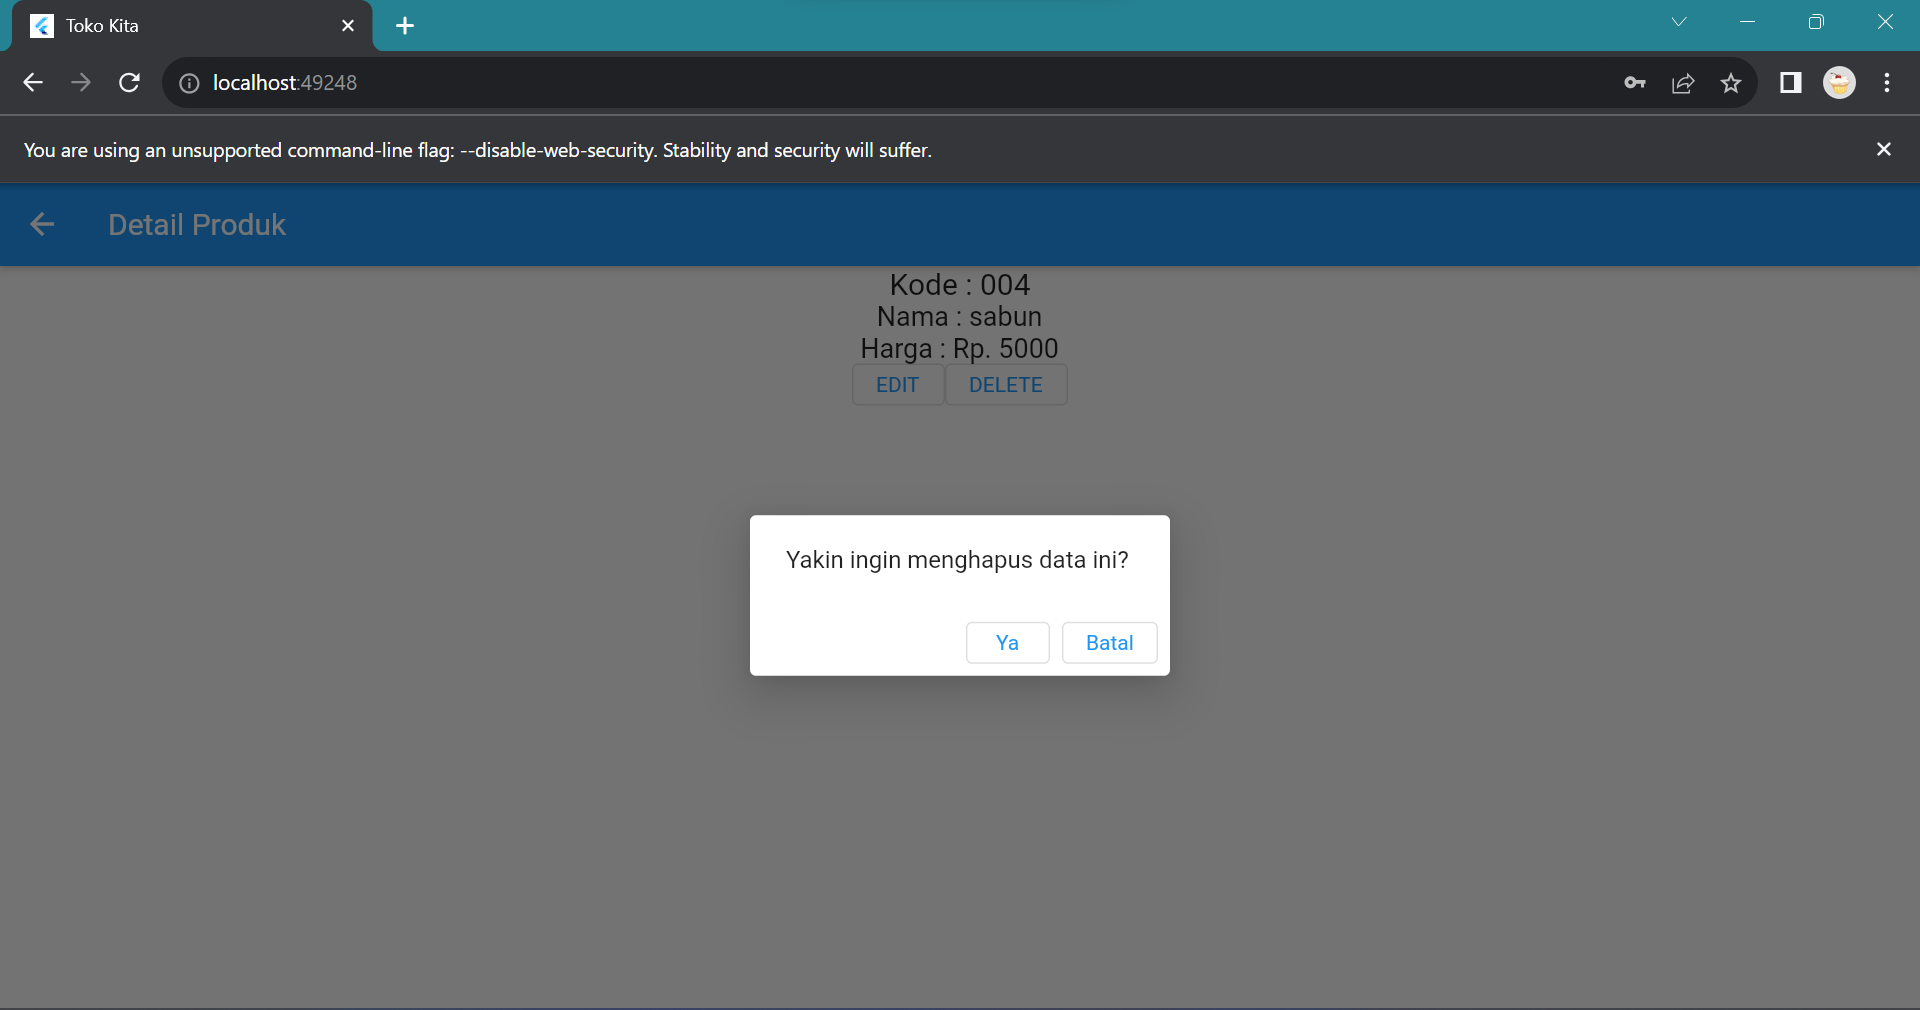 Toko Kita
localhost:49248
You are using an unsupported command-line flag: --disable-web-security. Stability and security will suffer.
Detail Produk
Kode : 004
Nama : sabun
Harga : Rp. 5000
EDIT DELETE
Yakin ingin menghapus data ini?
Ya Batal